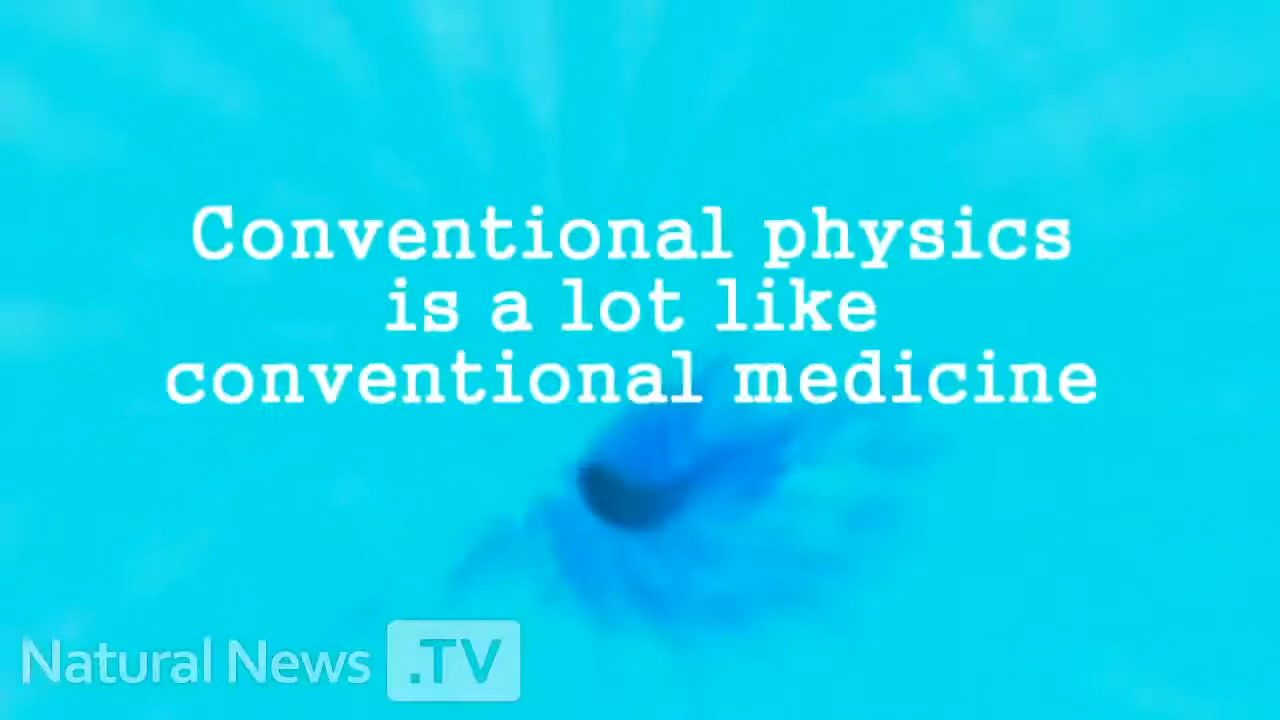 Conventional physics
is a lot like
conventional medicine
Natural News .TV